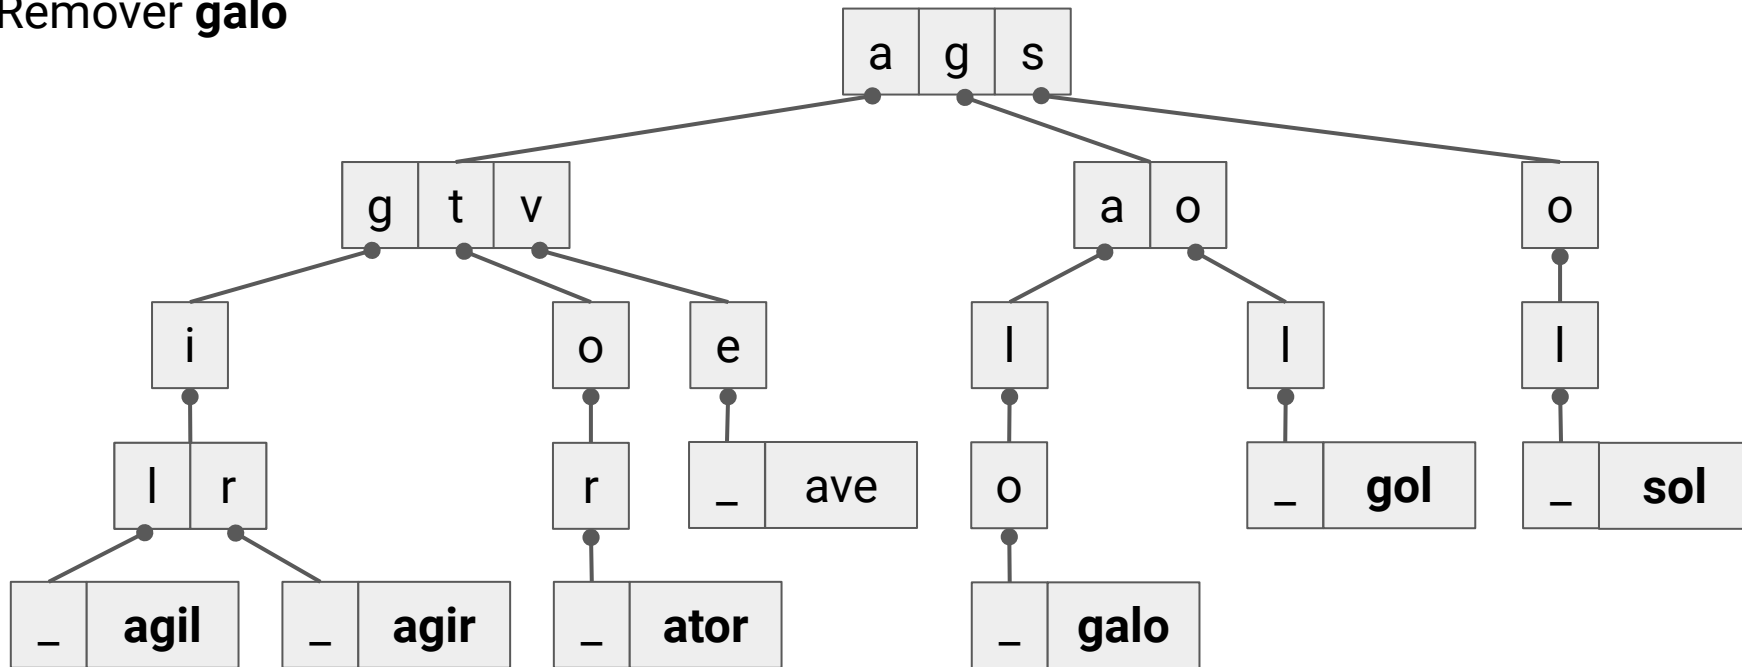 Remover galo
a g s
g t v a o o
i o e l l l
l r r _ ave o _ gol _ sol
_ agil _ agir _ ator _ galo